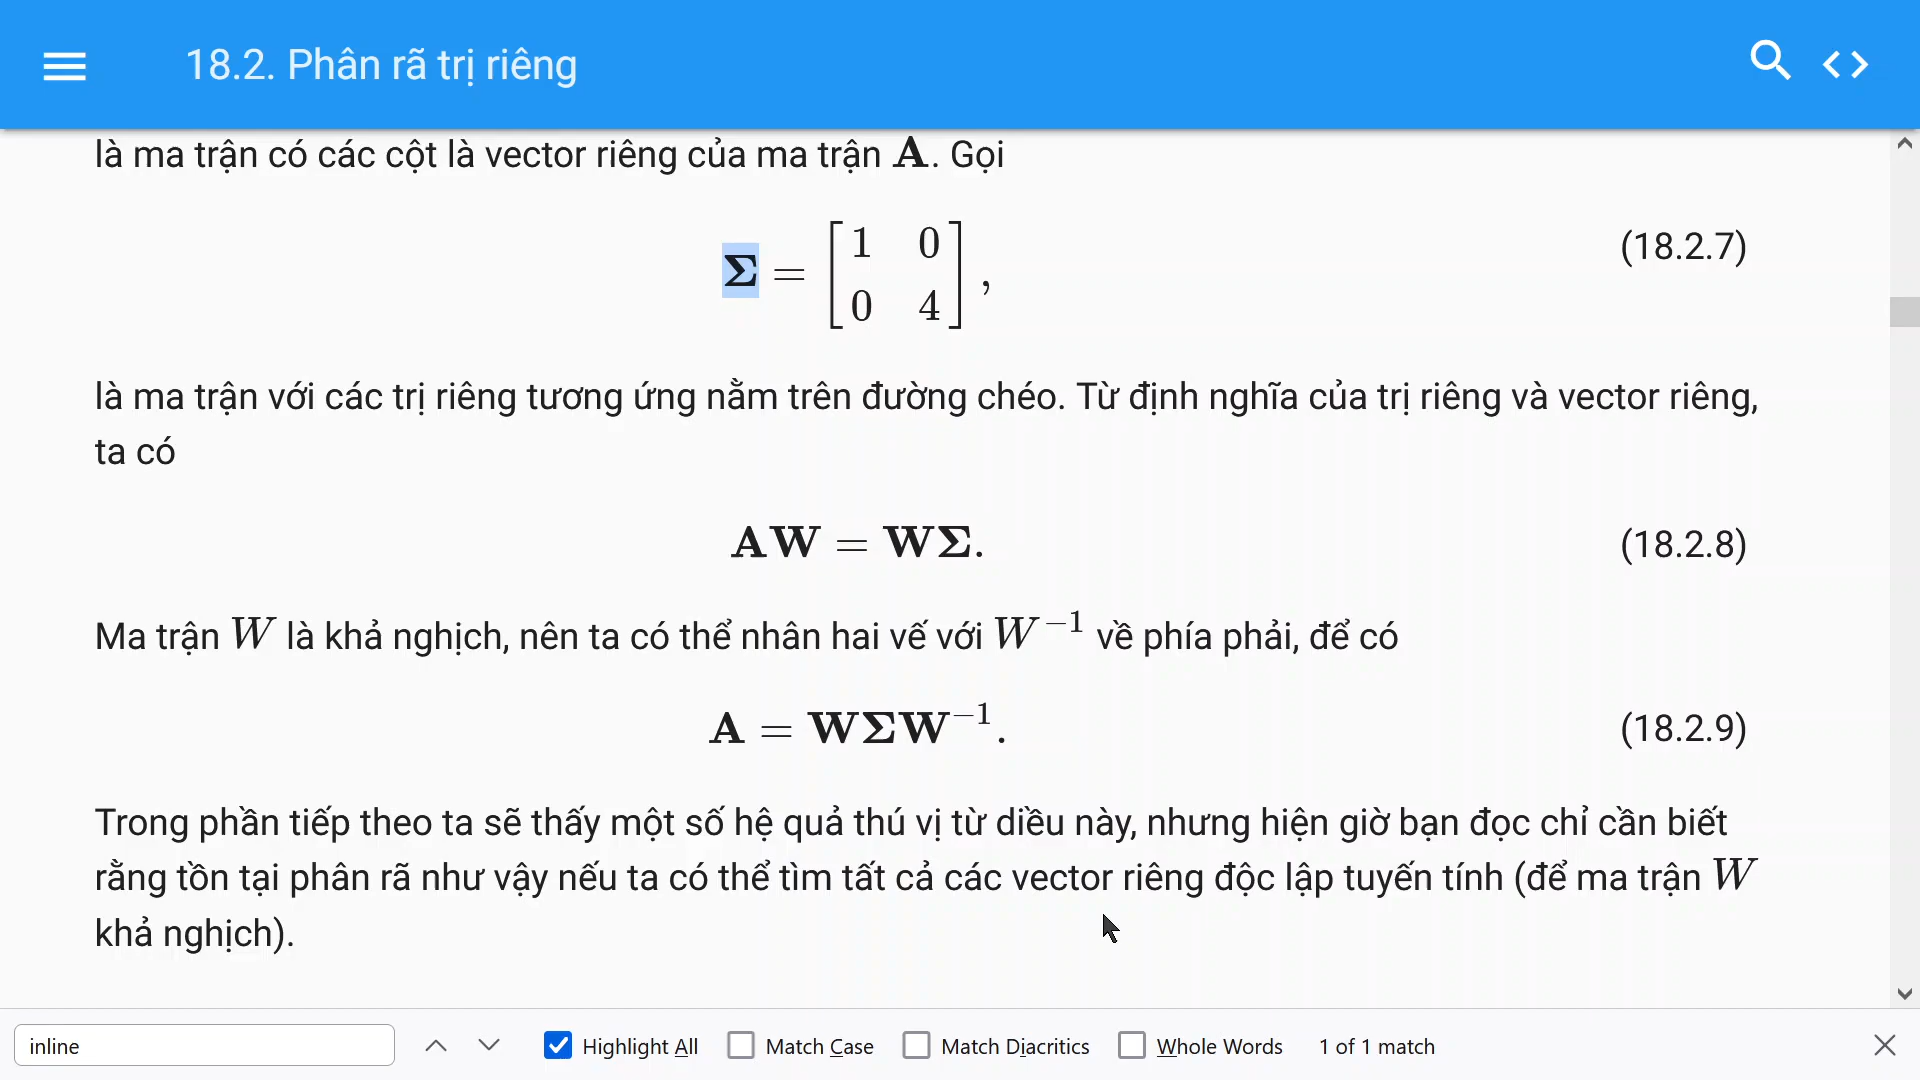 18.2. Phân rã trị riêng
là ma trận có các cột là vector riêng của ma trận A. Gọi
Σ = [1 0; 0 4], (18.2.7)
là ma trận với các trị riêng tương ứng nằm trên đường chéo. Từ định nghĩa của trị riêng và vector riêng,
ta có
AW = WΣ. (18.2.8)
Ma trận W là khả nghịch, nên ta có thể nhân hai vế với W⁻¹ về phía phải, để có
A = WΣW⁻¹. (18.2.9)
Trong phần tiếp theo ta sẽ thấy một số hệ quả thú vị từ diều này, nhưng hiện giờ bạn đọc chỉ cần biết
rằng tồn tại phân rã như vậy nếu ta có thể tìm tất cả các vector riêng độc lập tuyến tính (để ma trận W
khả nghịch).
inline Highlight All Match Case Match Diacritics Whole Words 1 of 1 match